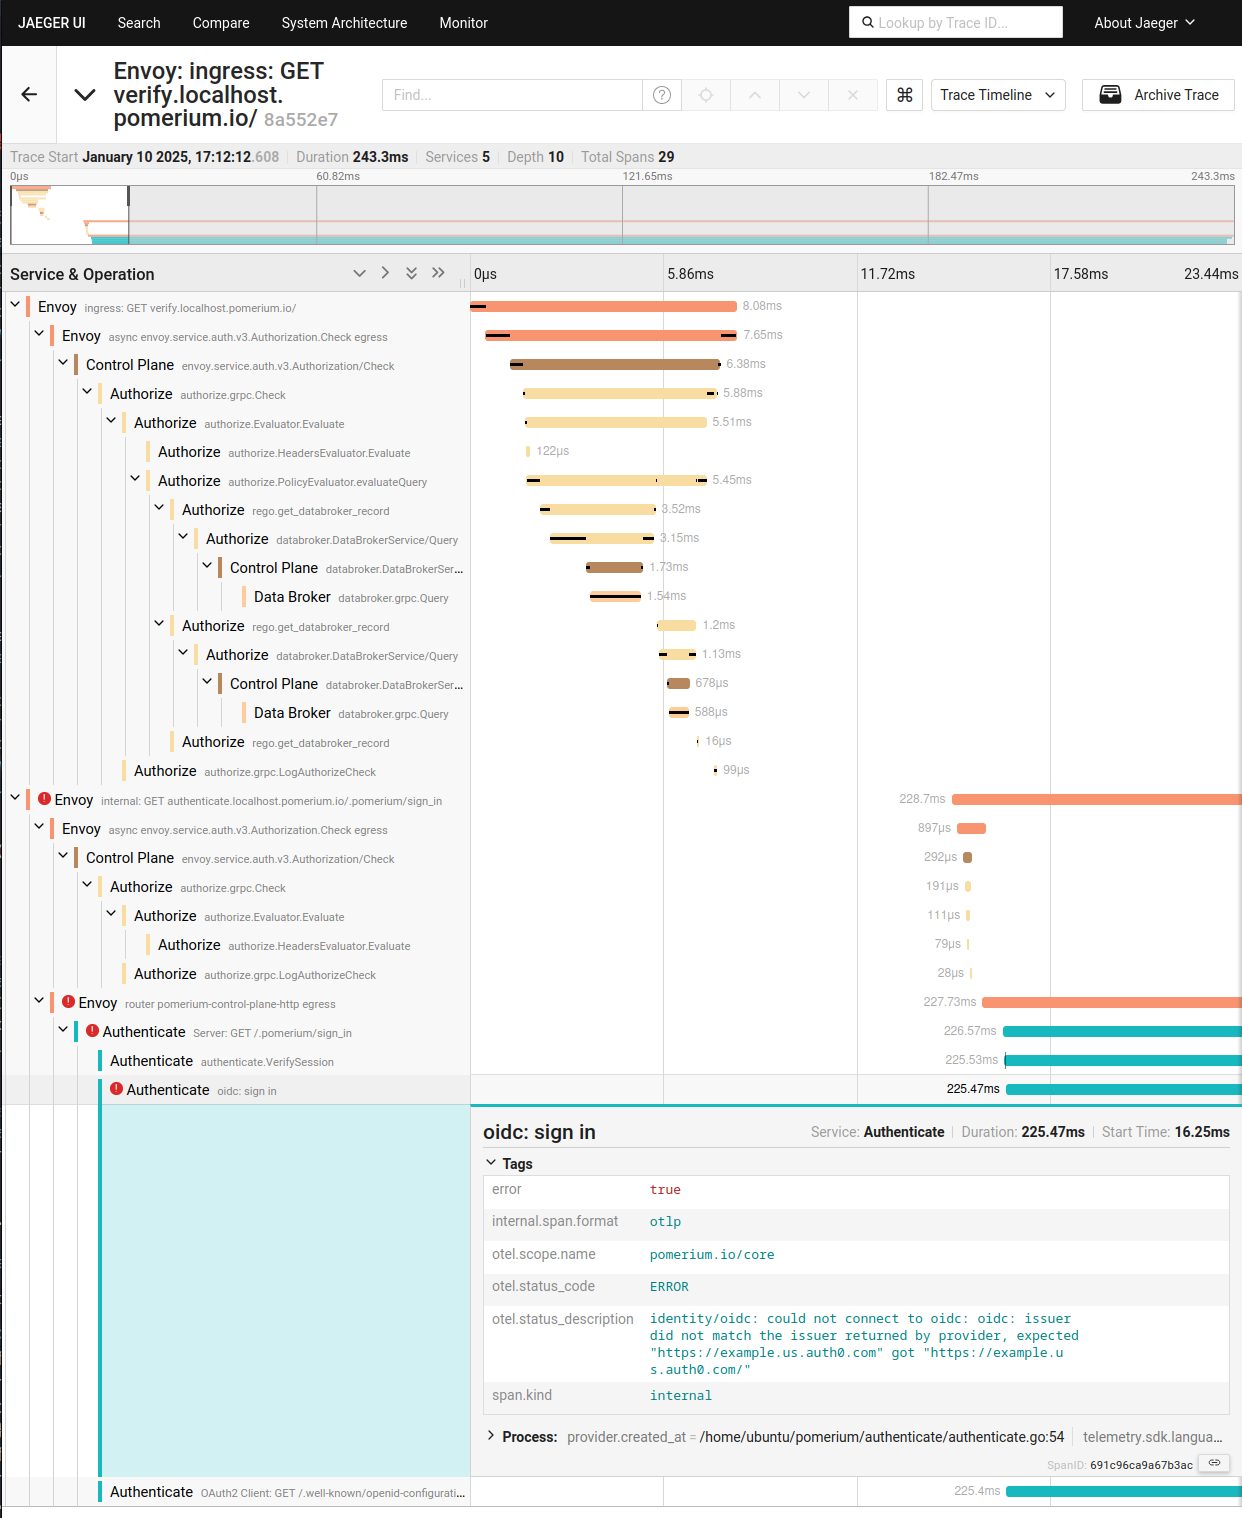 JAEGER UI Search Compare System Architecture Monitor Lookup by Trace ID... About Jaeger
Envoy: ingress: GET
verify.localhost.
pomerium.io/ 8a552e7
Find... Trace Timeline Archive Trace
Trace Start January 10 2025, 17:12:12.608 Duration 243.3ms Services 5 Depth 10 Total Spans 29
0μs 60.82ms 121.65ms 182.47ms 243.3ms
Service & Operation 0μs 5.86ms 11.72ms 17.58ms 23.44ms
Envoy ingress: GET verify.localhost.pomerium.io/ 8.08ms
Envoy async envoy.service.auth.v3.Authorization.Check egress 7.65ms
Control Plane envoy.service.auth.v3.Authorization/Check 6.38ms
Authorize authorize.grpc.Check 5.88ms
Authorize authorize.Evaluator.Evaluate 5.51ms
Authorize authorize.HeadersEvaluator.Evaluate 122μs
Authorize authorize.PolicyEvaluator.evaluateQuery 5.45ms
Authorize rego.get_databroker_record 3.52ms
Authorize databroker.DataBrokerService/Query 3.15ms
Control Plane databroker.DataBrokerSer... 1.73ms
Data Broker databroker.grpc.Query 1.54ms
Authorize rego.get_databroker_record 1.2ms
Authorize databroker.DataBrokerService/Query 1.13ms
Control Plane databroker.DataBrokerSer... 678μs
Data Broker databroker.grpc.Query 588μs
Authorize rego.get_databroker_record 16μs
Authorize authorize.grpc.LogAuthorizeCheck 99μs
Envoy internal: GET authenticate.localhost.pomerium.io/.pomerium/sign_in 228.7ms
Envoy async envoy.service.auth.v3.Authorization.Check egress 897μs
Control Plane envoy.service.auth.v3.Authorization/Check 292μs
Authorize authorize.grpc.Check 191μs
Authorize authorize.Evaluator.Evaluate 111μs
Authorize authorize.HeadersEvaluator.Evaluate 79μs
Authorize authorize.grpc.LogAuthorizeCheck 28μs
Envoy router pomerium-control-plane-http egress 227.73ms
Authenticate Server: GET /.pomerium/sign_in 226.57ms
Authenticate authenticate.VerifySession 225.53ms
Authenticate oidc: sign in 225.47ms
oidc: sign in Service: Authenticate Duration: 225.47ms Start Time: 16.25ms
Tags
error true
internal.span.format otlp
otel.scope.name pomerium.io/core
otel.status_code ERROR
otel.status_description identity/oidc: could not connect to oidc: oidc: issuer
did not match the issuer returned by provider, expected
"https://example.us.auth0.com" got "https://example.u
s.auth0.com/"
span.kind internal
Process: provider.created_at = /home/ubuntu/pomerium/authenticate/authenticate.go:54 telemetry.sdk.langua...
SpanID: 691c96ca9a67b3ac
Authenticate OAuth2 Client: GET /.well-known/openid-configurati... 225.4ms